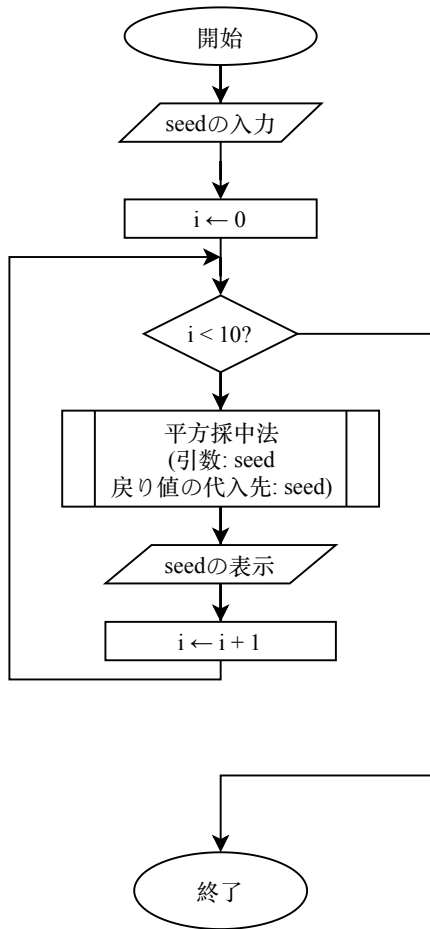 開始
seedの入力
i ← 0
i < 10?
平方採中法
(引数: seed
戻り値の代入先: seed)
seedの表示
i ← i + 1
終了